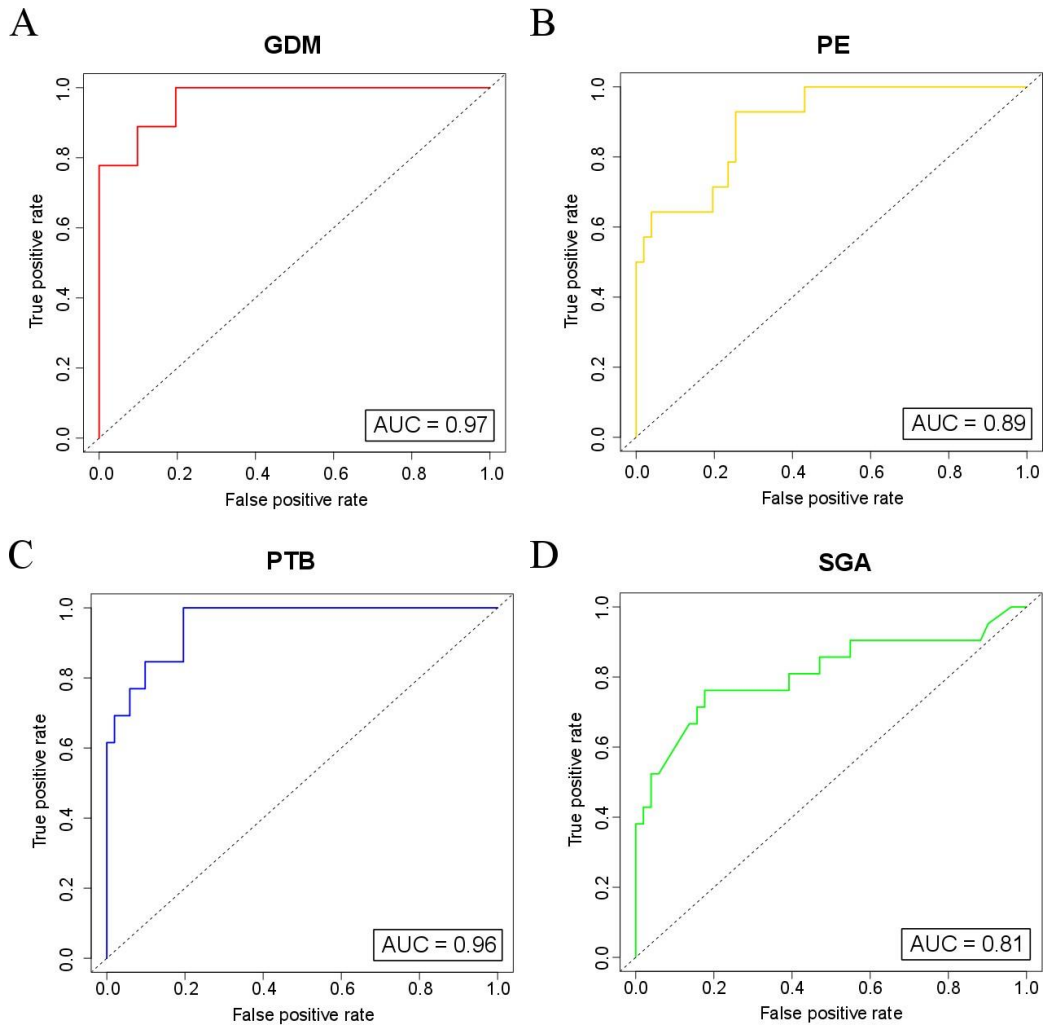 A
GDM
True positive rate
0.0 0.2 0.4 0.6 0.8 1.0
AUC = 0.97
0.0 0.2 0.4 0.6 0.8 1.0
False positive rate
B
PE
True positive rate
0.0 0.2 0.4 0.6 0.8 1.0
AUC = 0.89
0.0 0.2 0.4 0.6 0.8 1.0
False positive rate
C
PTB
True positive rate
0.0 0.2 0.4 0.6 0.8 1.0
AUC = 0.96
0.0 0.2 0.4 0.6 0.8 1.0
False positive rate
D
SGA
True positive rate
0.0 0.2 0.4 0.6 0.8 1.0
AUC = 0.81
0.0 0.2 0.4 0.6 0.8 1.0
False positive rate